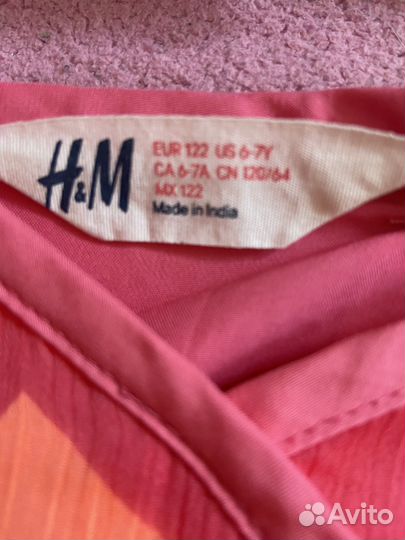 H&M
EUR 122 US 6-7Y
CA 6-7A CN 120/64
MX 122
Made in India
Avito